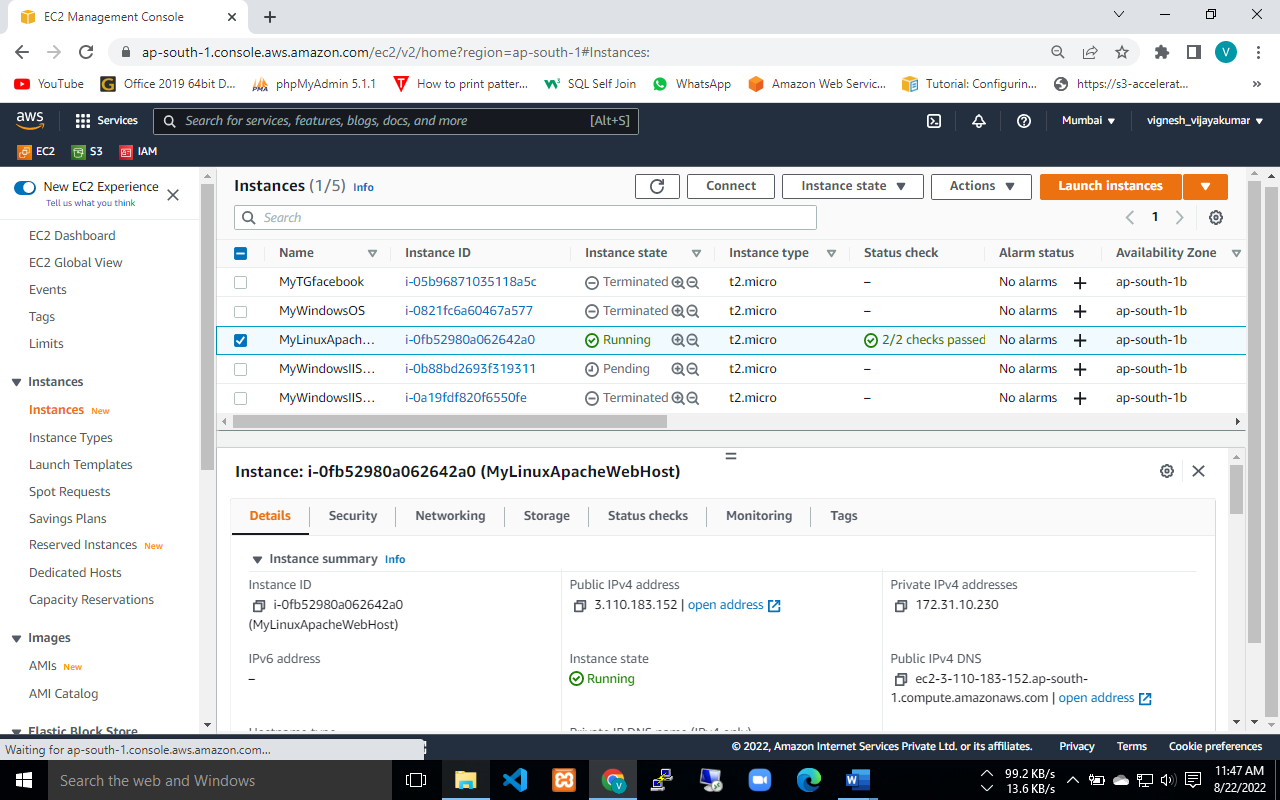 EC2 Management Console
ap-south-1.console.aws.amazon.com/ec2/v2/home?region=ap-south-1#Instances:
V
YouTube
Office 2019 64bit D...
phpMyAdmin 5.1.1
How to print patter...
SQL Self Join
WhatsApp
Amazon Web Servic...
Tutorial: Configurin...
https://s3-accelerat...
aws
Services
Search for services, features, blogs, docs, and more
[Alt+S]
Mumbai
vignesh_vijayakumar
EC2
S3
IAM
New EC2 Experience
Tell us what you think
EC2 Dashboard
EC2 Global View
Events
Tags
Limits
Instances
Instances New
Instance Types
Launch Templates
Spot Requests
Savings Plans
Reserved Instances New
Dedicated Hosts
Capacity Reservations
Images
AMIs New
AMI Catalog
Elastic Block Store
Instances (1/5) Info
Connect
Instance state
Actions
Launch instances
Search
1
Name Instance ID Instance state Instance type Status check Alarm status Availability Zone
MyTGfacebook i-05b96871035118a5c Terminated t2.micro – No alarms ap-south-1b
MyWindowsOS i-0821fc6a60467a577 Terminated t2.micro – No alarms ap-south-1b
MyLinuxApach... i-0fb52980a062642a0 Running t2.micro 2/2 checks passed No alarms ap-south-1b
MyWindowsIIS... i-0b88bd2693f319311 Pending t2.micro – No alarms ap-south-1b
MyWindowsIIS... i-0a19fdf820f6550fe Terminated t2.micro – No alarms ap-south-1b
Instance: i-0fb52980a062642a0 (MyLinuxApacheWebHost)
Details Security Networking Storage Status checks Monitoring Tags
Instance summary Info
Instance ID
i-0fb52980a062642a0
(MyLinuxApacheWebHost)
Public IPv4 address
3.110.183.152 | open address
Private IPv4 addresses
172.31.10.230
IPv6 address
–
Instance state
Running
Public IPv4 DNS
ec2-3-110-183-152.ap-south-
1.compute.amazonaws.com | open address
Hostname type
Private IP DNS name (IPv4 only)
Waiting for ap-south-1.console.aws.amazon.com...
© 2022, Amazon Internet Services Private Ltd. or its affiliates.
Privacy
Terms
Cookie preferences
Search the web and Windows
V
99.2 KB/s
13.6 KB/s
11:47 AM
8/22/2022